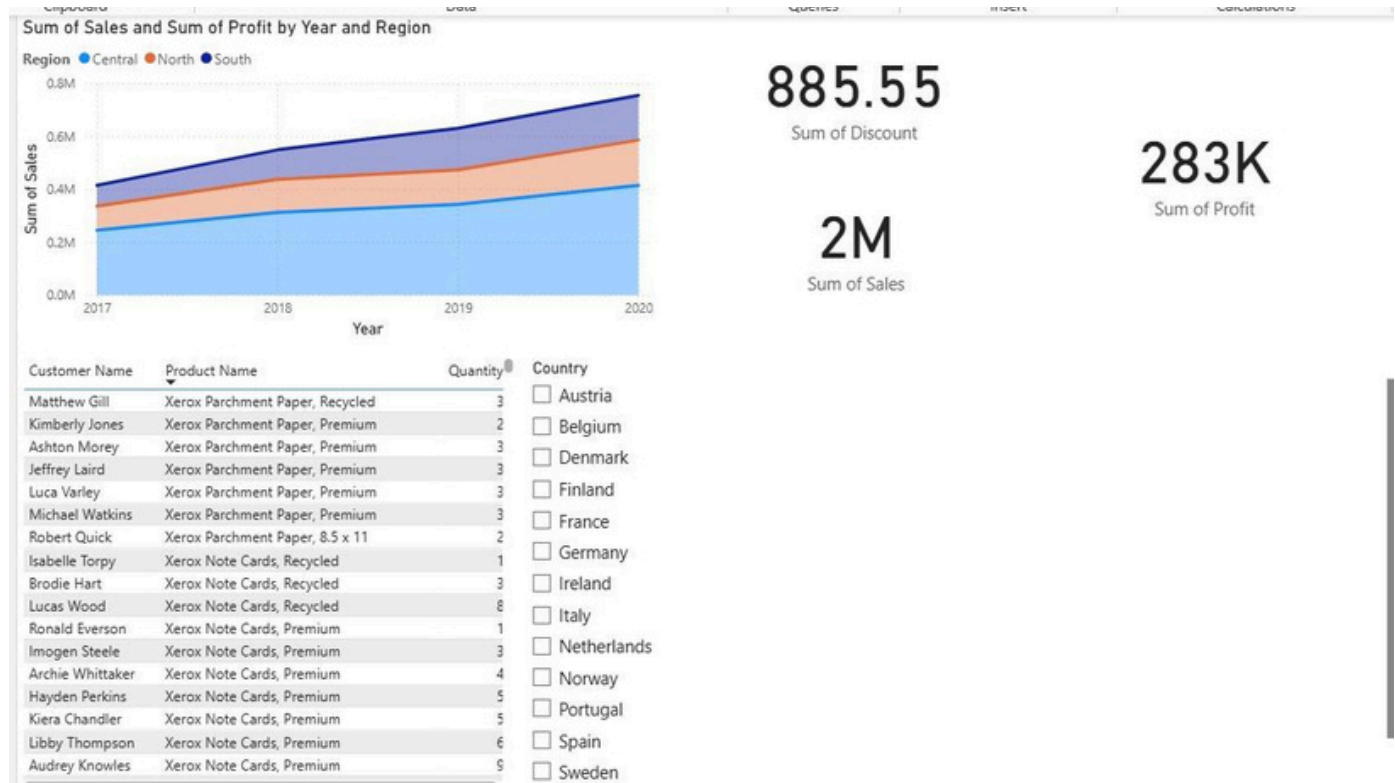 Clipboard Data Queries Insert Calculations
Sum of Sales and Sum of Profit by Year and Region
Region Central North South
0.8M
0.6M
0.4M
0.2M
0.0M
Sum of Sales
2017 2018 2019 2020
Year
885.55
Sum of Discount
283K
Sum of Profit
2M
Sum of Sales
Customer Name Product Name Quantity
Matthew Gill Xerox Parchment Paper, Recycled 3
Kimberly Jones Xerox Parchment Paper, Premium 2
Ashton Morey Xerox Parchment Paper, Premium 3
Jeffrey Laird Xerox Parchment Paper, Premium 3
Luca Varley Xerox Parchment Paper, Premium 3
Michael Watkins Xerox Parchment Paper, Premium 3
Robert Quick Xerox Parchment Paper, 8.5 x 11 2
Isabelle Torpy Xerox Note Cards, Recycled 1
Brodie Hart Xerox Note Cards, Recycled 3
Lucas Wood Xerox Note Cards, Recycled 8
Ronald Everson Xerox Note Cards, Premium 1
Imogen Steele Xerox Note Cards, Premium 3
Archie Whittaker Xerox Note Cards, Premium 4
Hayden Perkins Xerox Note Cards, Premium 5
Kiera Chandler Xerox Note Cards, Premium 5
Libby Thompson Xerox Note Cards, Premium 6
Audrey Knowles Xerox Note Cards, Premium 9
Country
Austria
Belgium
Denmark
Finland
France
Germany
Ireland
Italy
Netherlands
Norway
Portugal
Spain
Sweden